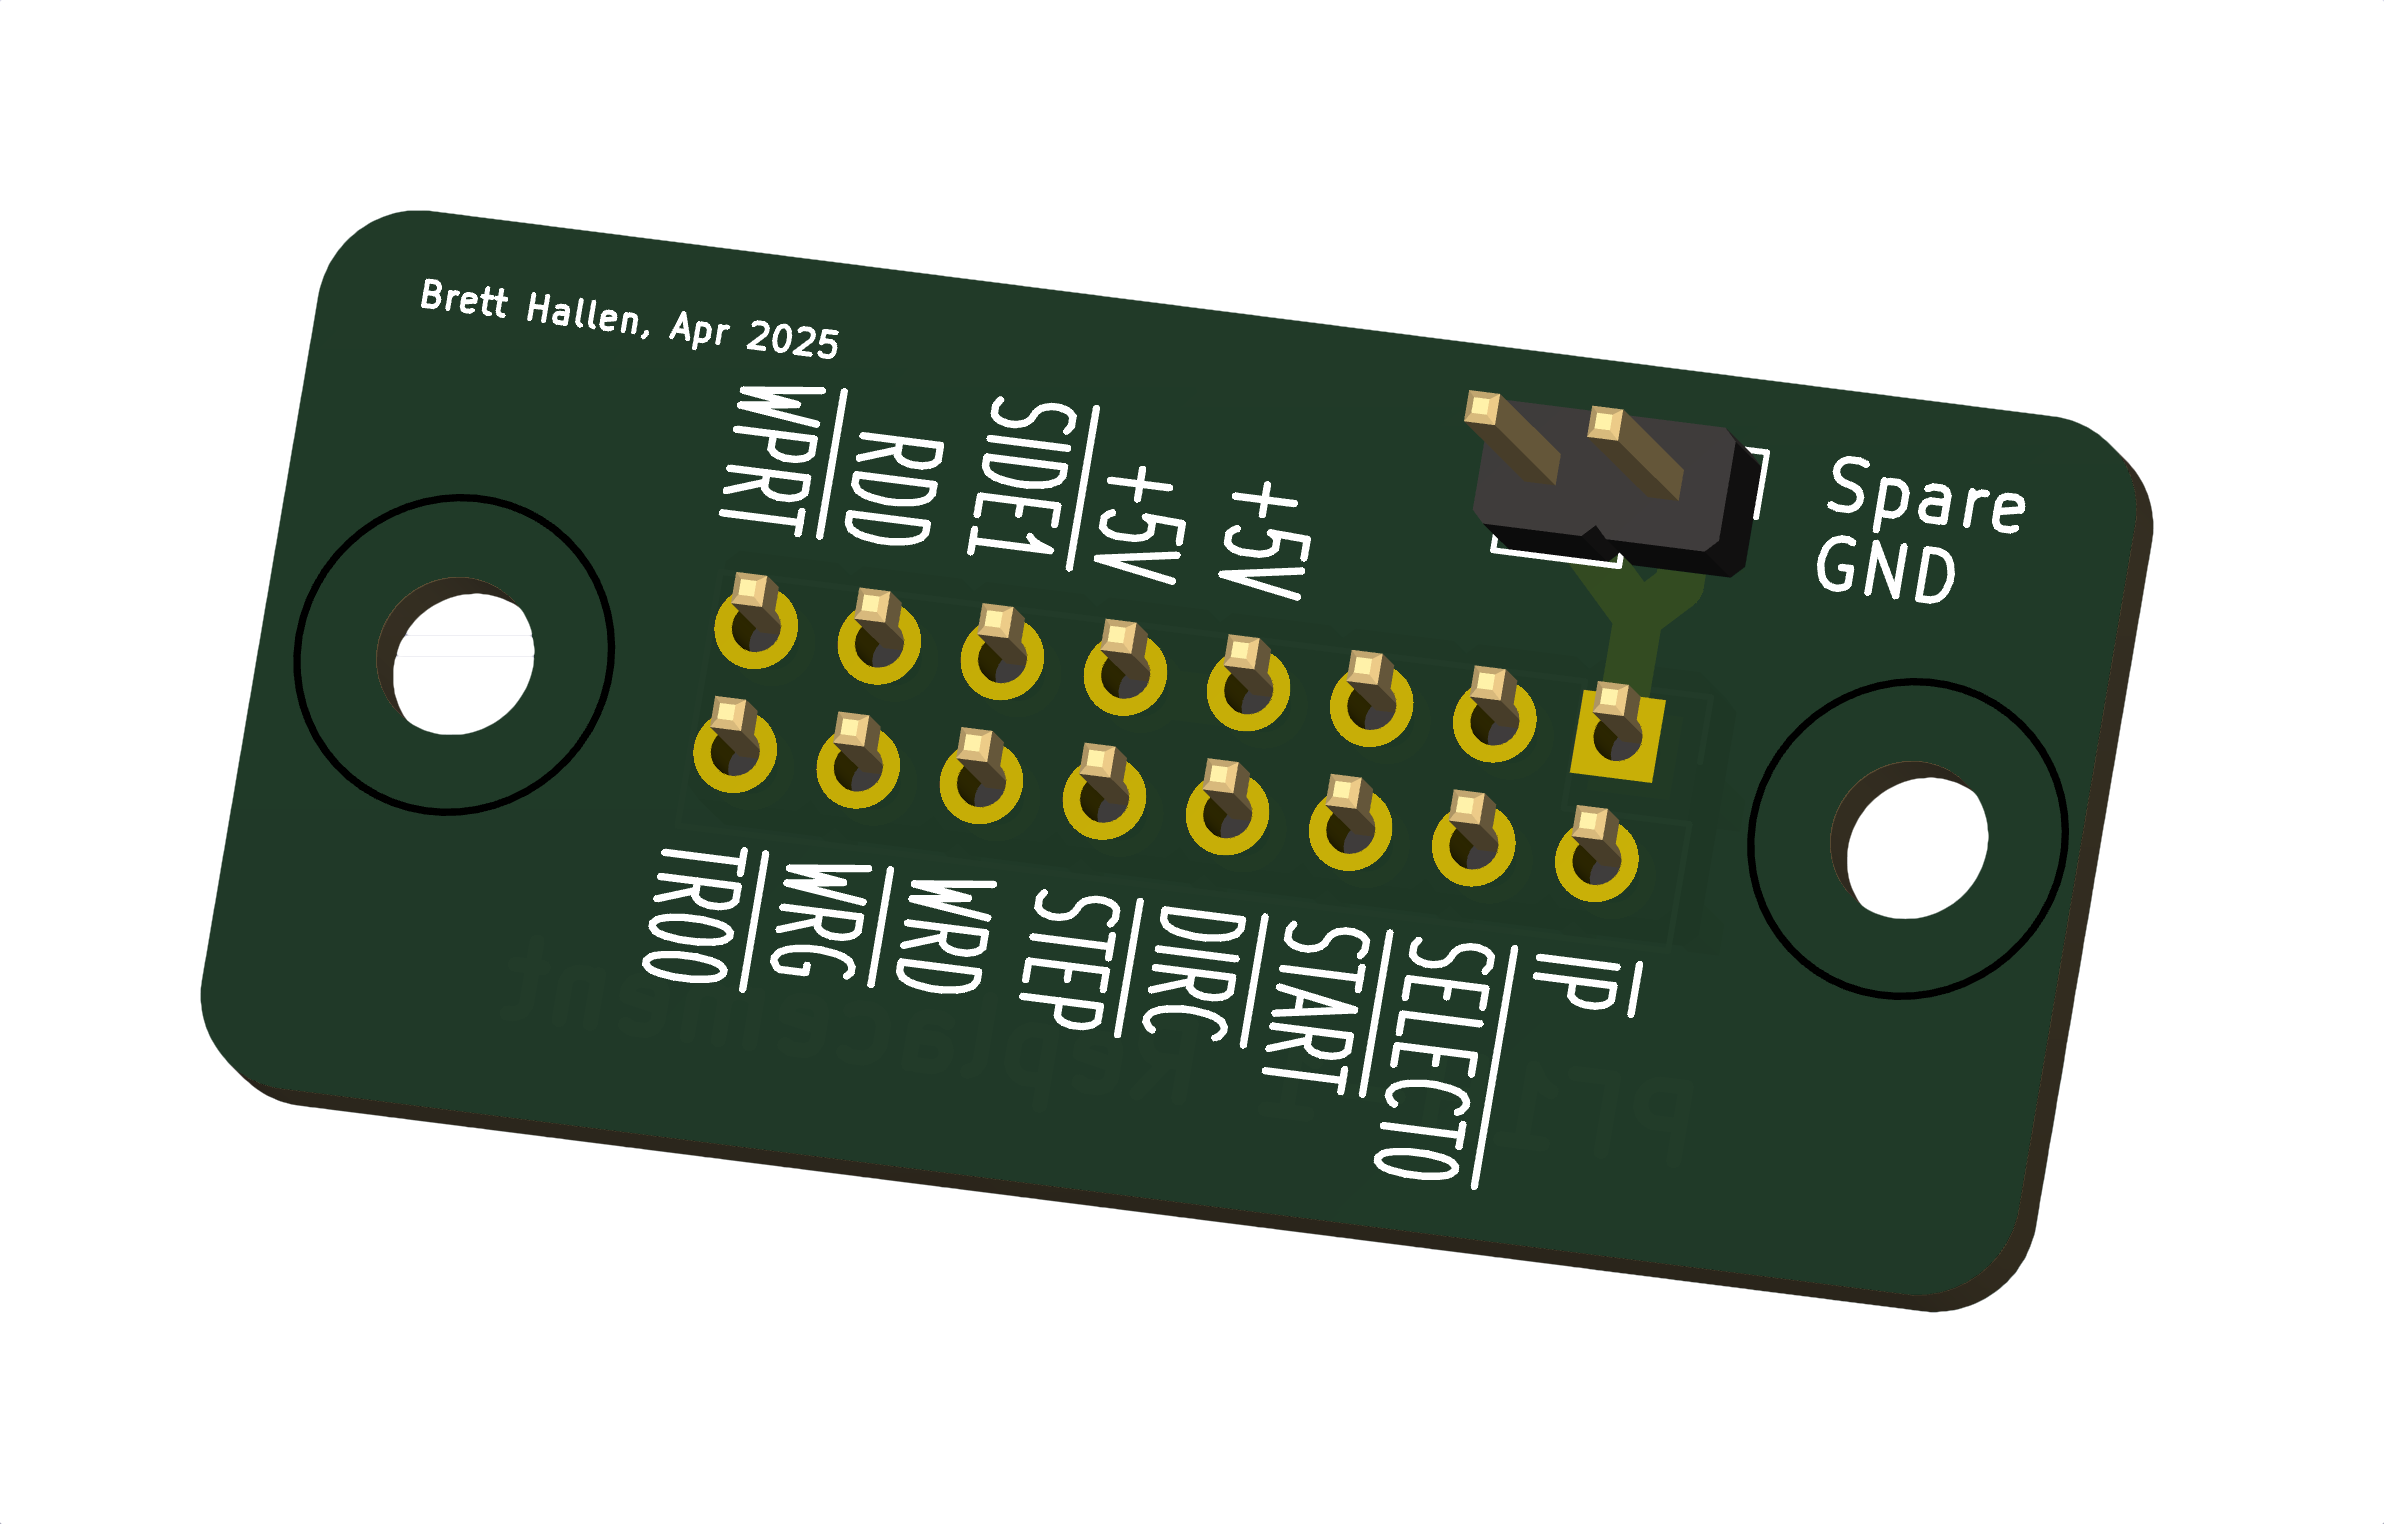 Brett Hallen, Apr 2025
WPRT
RDD
SIDE1
+5V
+5V
Spare
GND
TR00
WRG
WRD
STEP
DIRC
START
SELECT0
IP